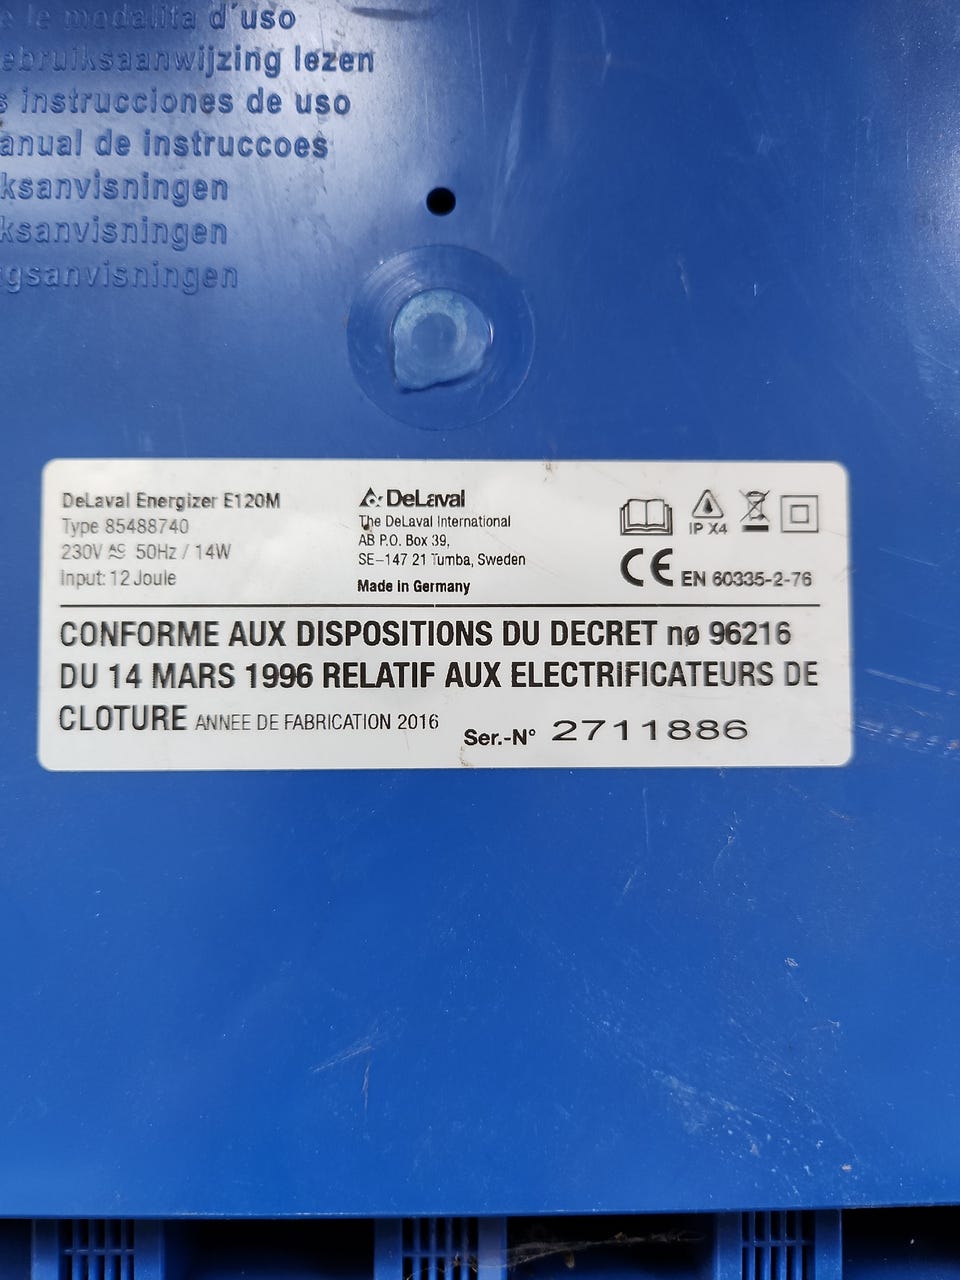 le modalita d'uso
ebruiksaanwijzing lezen
s instrucciones de uso
anual de instruccoes
ksanvisningen
ksanvisningen
gsanvisningen
DeLaval Energizer E120M
Type 85488740
230V 50Hz / 14W
Input: 12 Joule
DeLaval
The DeLaval International
AB P.O. Box 39,
SE-147 21 Tumba, Sweden
Made in Germany
IP X4
CE EN 60335-2-76
CONFORME AUX DISPOSITIONS DU DECRET nø 96216
DU 14 MARS 1996 RELATIF AUX ELECTRIFICATEURS DE
CLOTURE ANNEE DE FABRICATION 2016
Ser.-N° 2711886